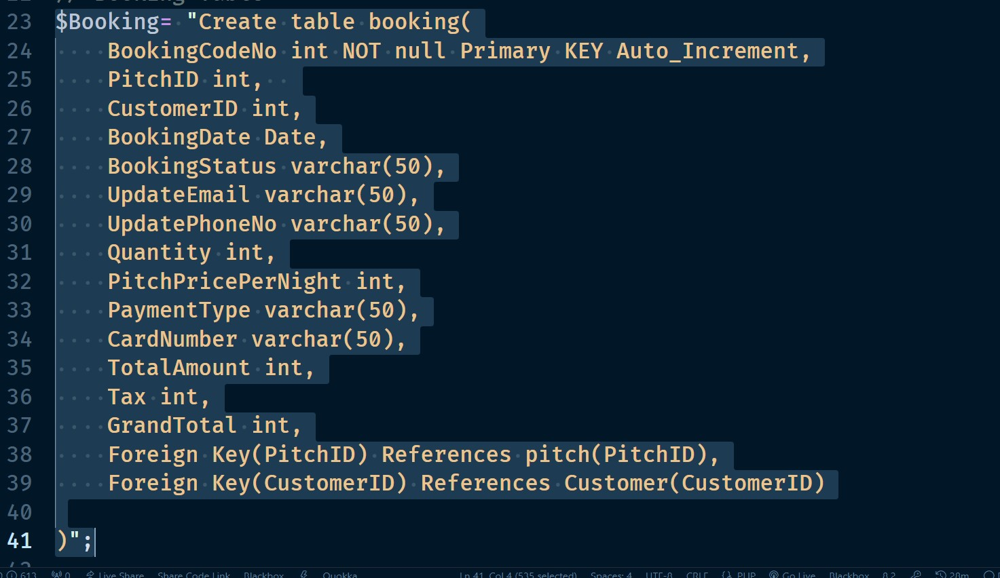 23 $Booking= "Create table booking(
24     BookingCodeNo int NOT null Primary KEY Auto_Increment,
25     PitchID int,
26     CustomerID int,
27     BookingDate Date,
28     BookingStatus varchar(50),
29     UpdateEmail varchar(50),
30     UpdatePhoneNo varchar(50),
31     Quantity int,
32     PitchPricePerNight int,
33     PaymentType varchar(50),
34     CardNumber varchar(50),
35     TotalAmount int,
36     Tax int,
37     GrandTotal int,
38     Foreign Key(PitchID) References pitch(PitchID),
39     Foreign Key(CustomerID) References Customer(CustomerID)
40
41 )";
613 0 Live Share Share Code Link Blackbox Quokka Ln 41, Col 4 (535 selected) Spaces: 4 UTF-8 CRLF PHP Go Live Blackbox 8.2 28m